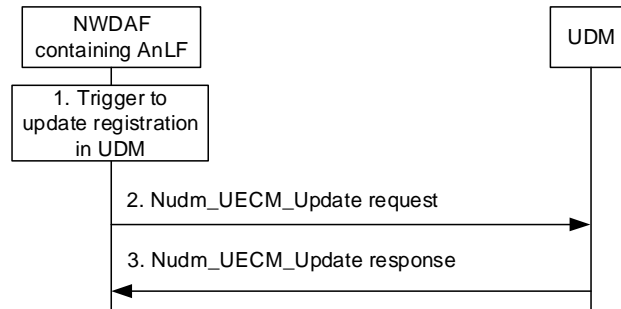 NWDAF
containing AnLF
UDM
1. Trigger to
update registration
in UDM
2. Nudm_UECM_Update request
3. Nudm_UECM_Update response